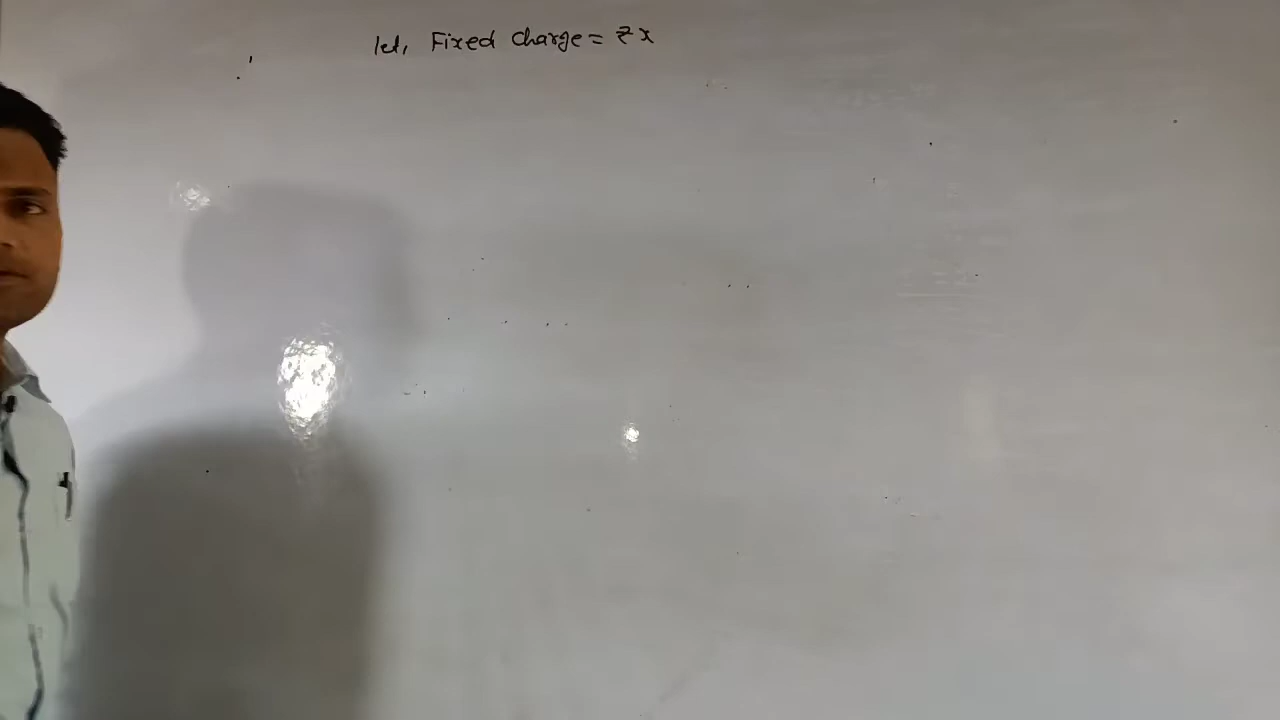 let, Fixed Charge = ₹ x